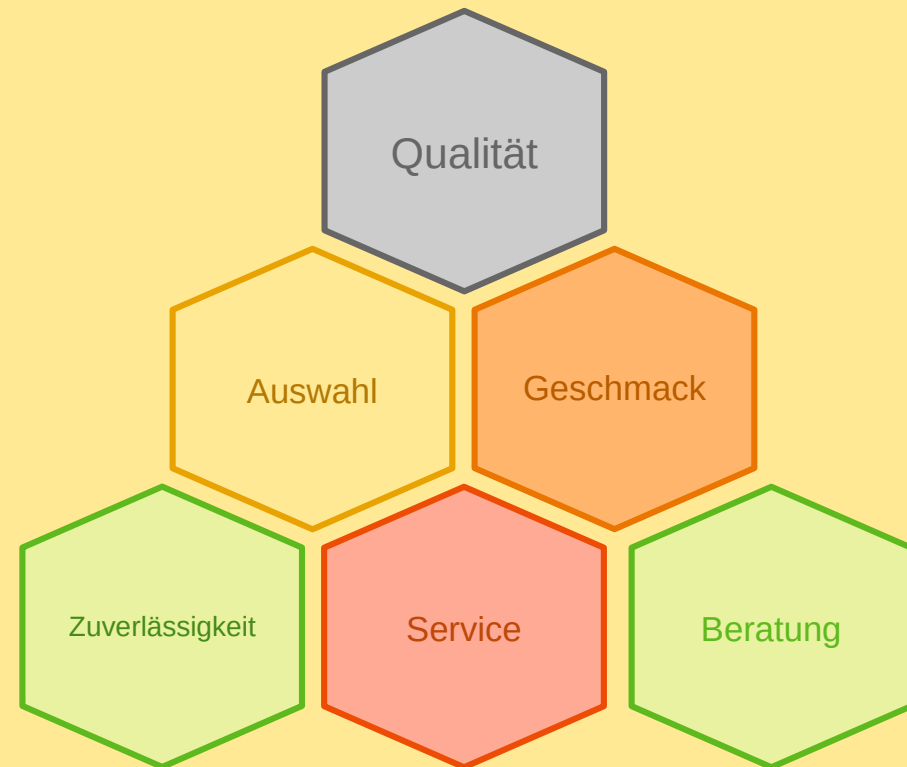 Qualität
Auswahl
Geschmack
Zuverlässigkeit
Service
Beratung